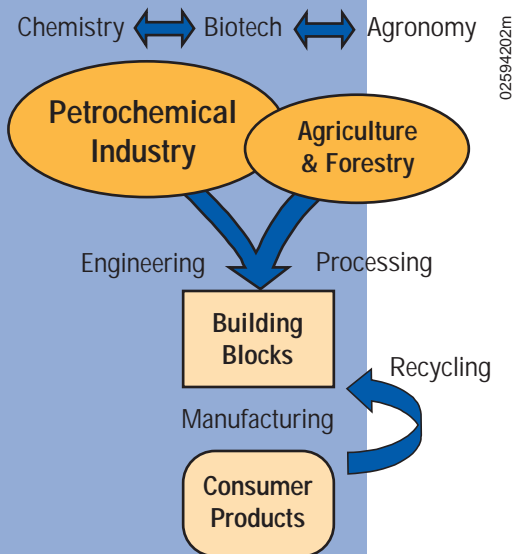 Chemistry Biotech Agronomy
02594202m
Petrochemical
Industry
Agriculture
& Forestry
Engineering Processing
Building
Blocks
Recycling
Manufacturing
Consumer
Products